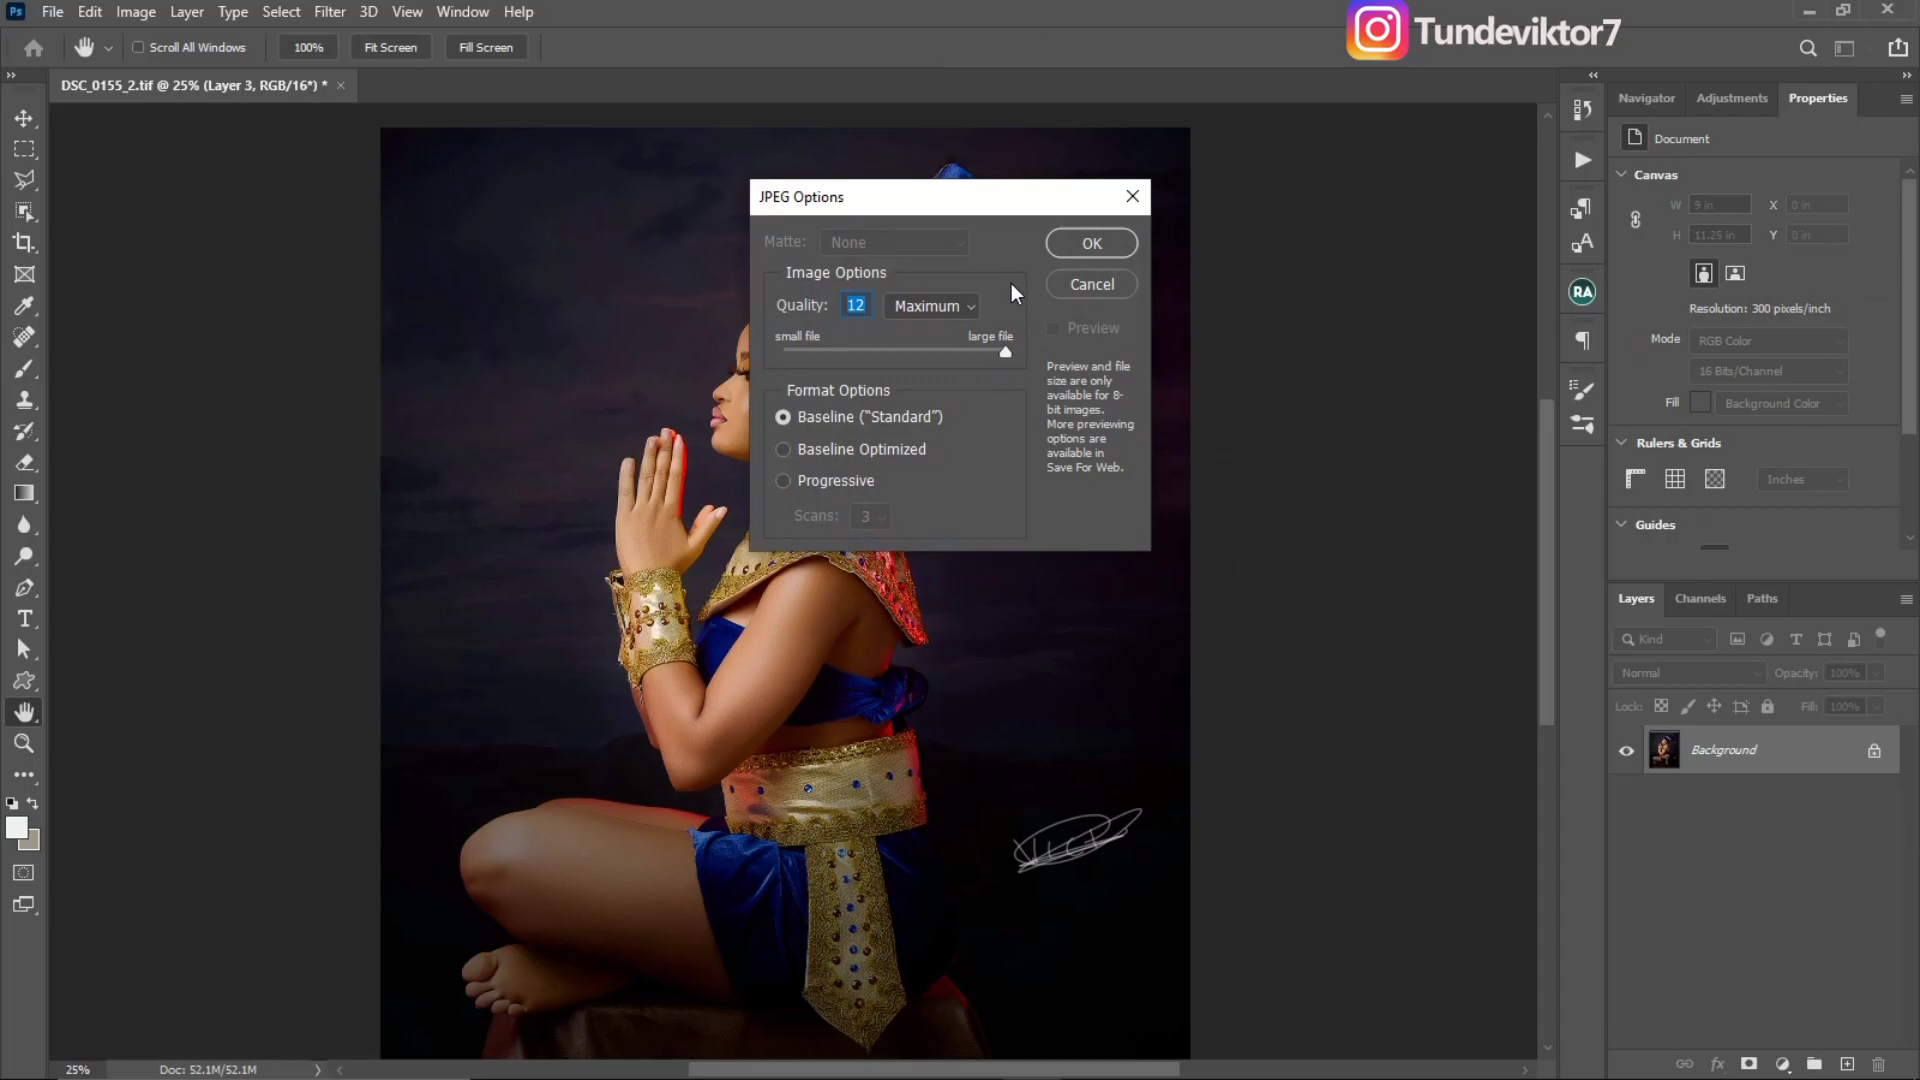 Ps File Edit Image Layer Type Select Filter 3D View Window Help
Tundeviktor7
Scroll All Windows 100% Fit Screen Fill Screen
DSC_0155_2.tif @ 25% (Layer 3, RGB/16*) *
Navigator Adjustments Properties
Document
Canvas
W 9 in X 0 in
H 11.25 in Y 0 in
Resolution: 300 pixels/inch
Mode RGB Color
16 Bits/Channel
Fill Background Color
Rulers & Grids
Inches
Guides
RA
JPEG Options
Matte: None
OK
Image Options
Cancel
Quality: 12 Maximum
Preview
small file large file
Preview and file
size are only
available for 8-
bit images.
More previewing
options are
available in
Save For Web.
Format Options
Baseline (“Standard”)
Baseline Optimized
Progressive
Scans: 3
Layers Channels Paths
Kind
Normal Opacity: 100%
Lock: Fill: 100%
Background
fx
25% Doc: 52.1M/52.1M